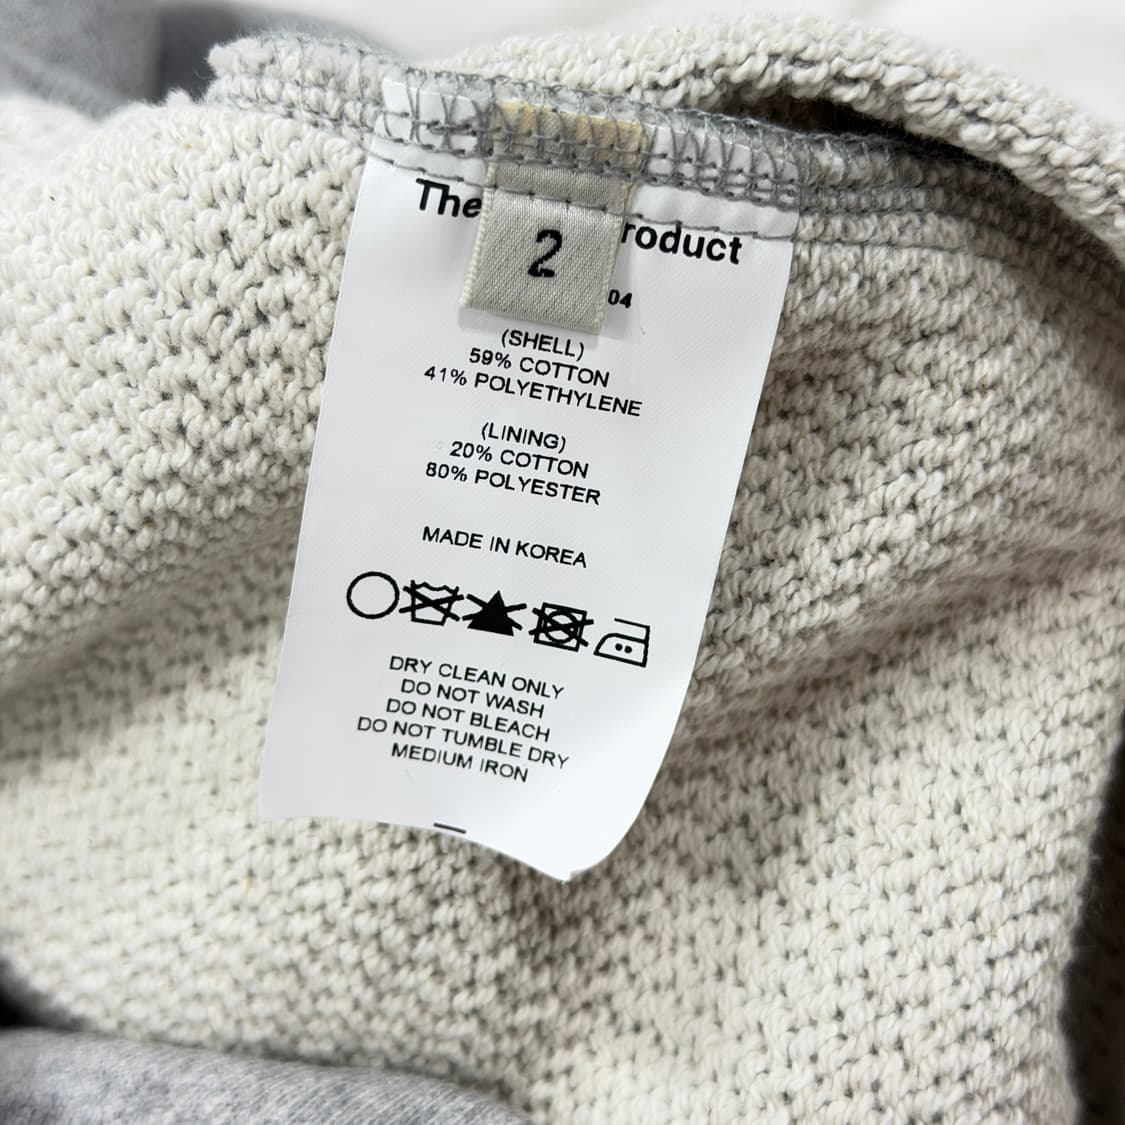 The
roduct
2
04
(SHELL)
59% COTTON
41% POLYETHYLENE
(LINING)
20% COTTON
80% POLYESTER
MADE IN KOREA
DRY CLEAN ONLY
DO NOT WASH
DO NOT BLEACH
DO NOT TUMBLE DRY
MEDIUM IRON